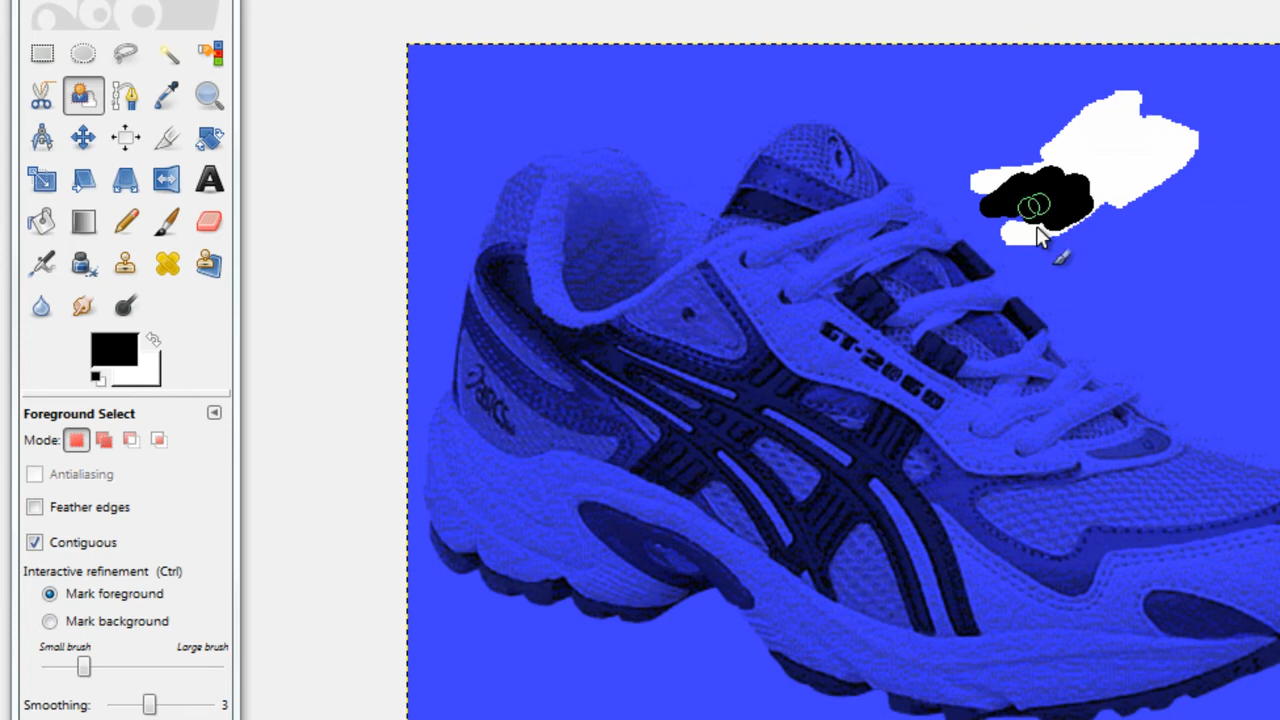 GT-2060
asics
Foreground Select
Mode:
Antialiasing
Feather edges
Contiguous
Interactive refinement (Ctrl)
Mark foreground
Mark background
Small brush Large brush
Smoothing: 3